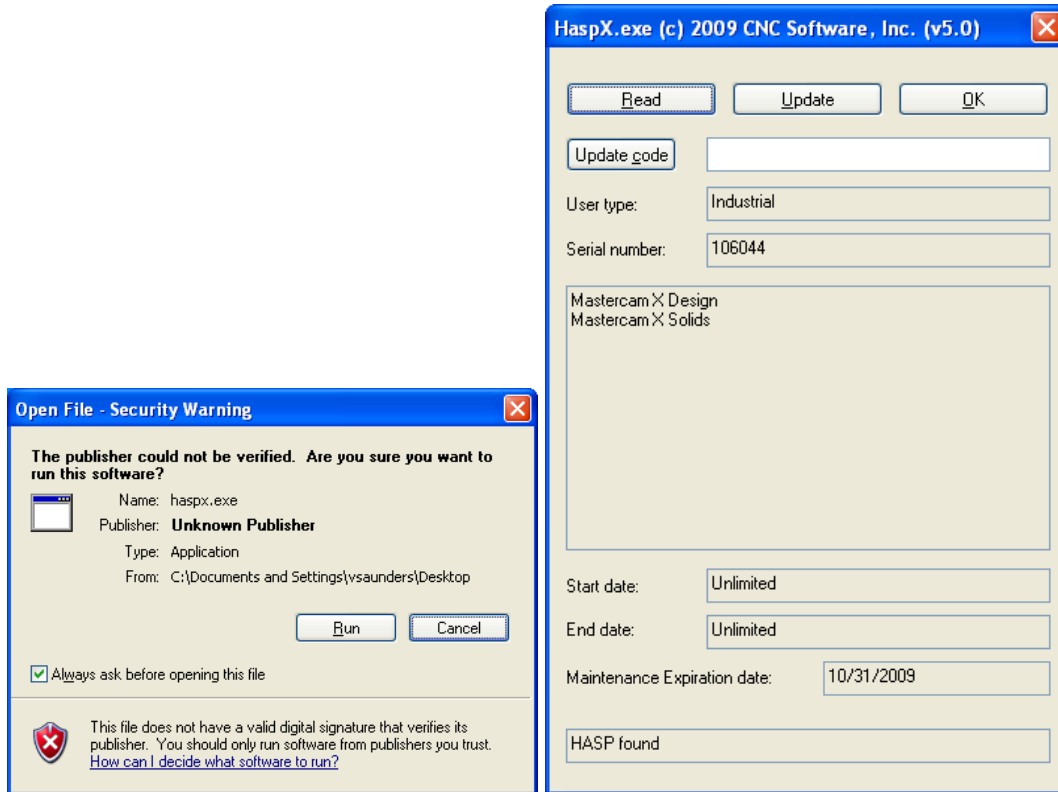 Open File - Security Warning
The publisher could not be verified. Are you sure you want to
run this software?
Name: haspx.exe
Publisher: Unknown Publisher
Type: Application
From: C:\Documents and Settings\vsaunders\Desktop
Run Cancel
Always ask before opening this file
This file does not have a valid digital signature that verifies its
publisher. You should only run software from publishers you trust.
How can I decide what software to run?
HaspX.exe (c) 2009 CNC Software, Inc. (v5.0)
Read Update OK
Update code
User type: Industrial
Serial number: 106044
Mastercam X Design
Mastercam X Solids
Start date: Unlimited
End date: Unlimited
Maintenance Expiration date: 10/31/2009
HASP found